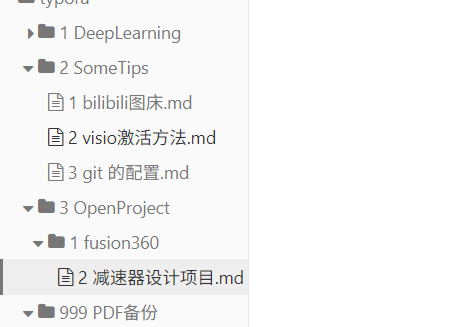 typora
1 DeepLearning
2 SomeTips
1 bilibili图床.md
2 visio激活方法.md
3 git 的配置.md
3 OpenProject
1 fusion360
2 减速器设计项目.md
999 PDF备份